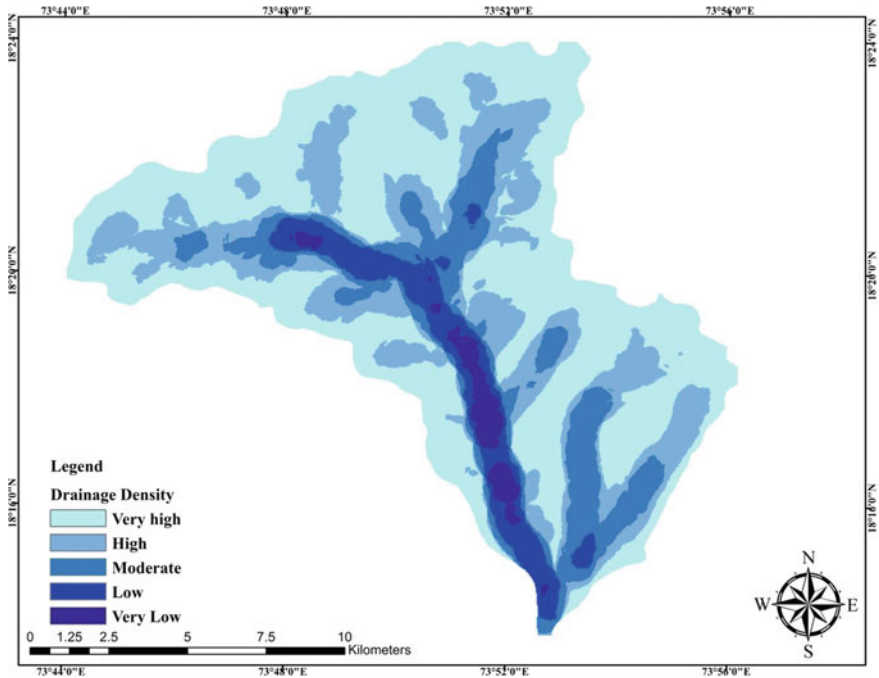 73°44'0"E 73°48'0"E 73°52'0"E 73°56'0"E
18°24'0"N 18°24'0"N
18°20'0"N 18°20'0"N
18°16'0"N 18°16'0"N
Legend
Drainage Density
Very high
High
Moderate
Low
Very Low
N
W E
S
0 1.25 2.5 5 7.5 10
Kilometers
73°44'0"E 73°48'0"E 73°52'0"E 73°56'0"E